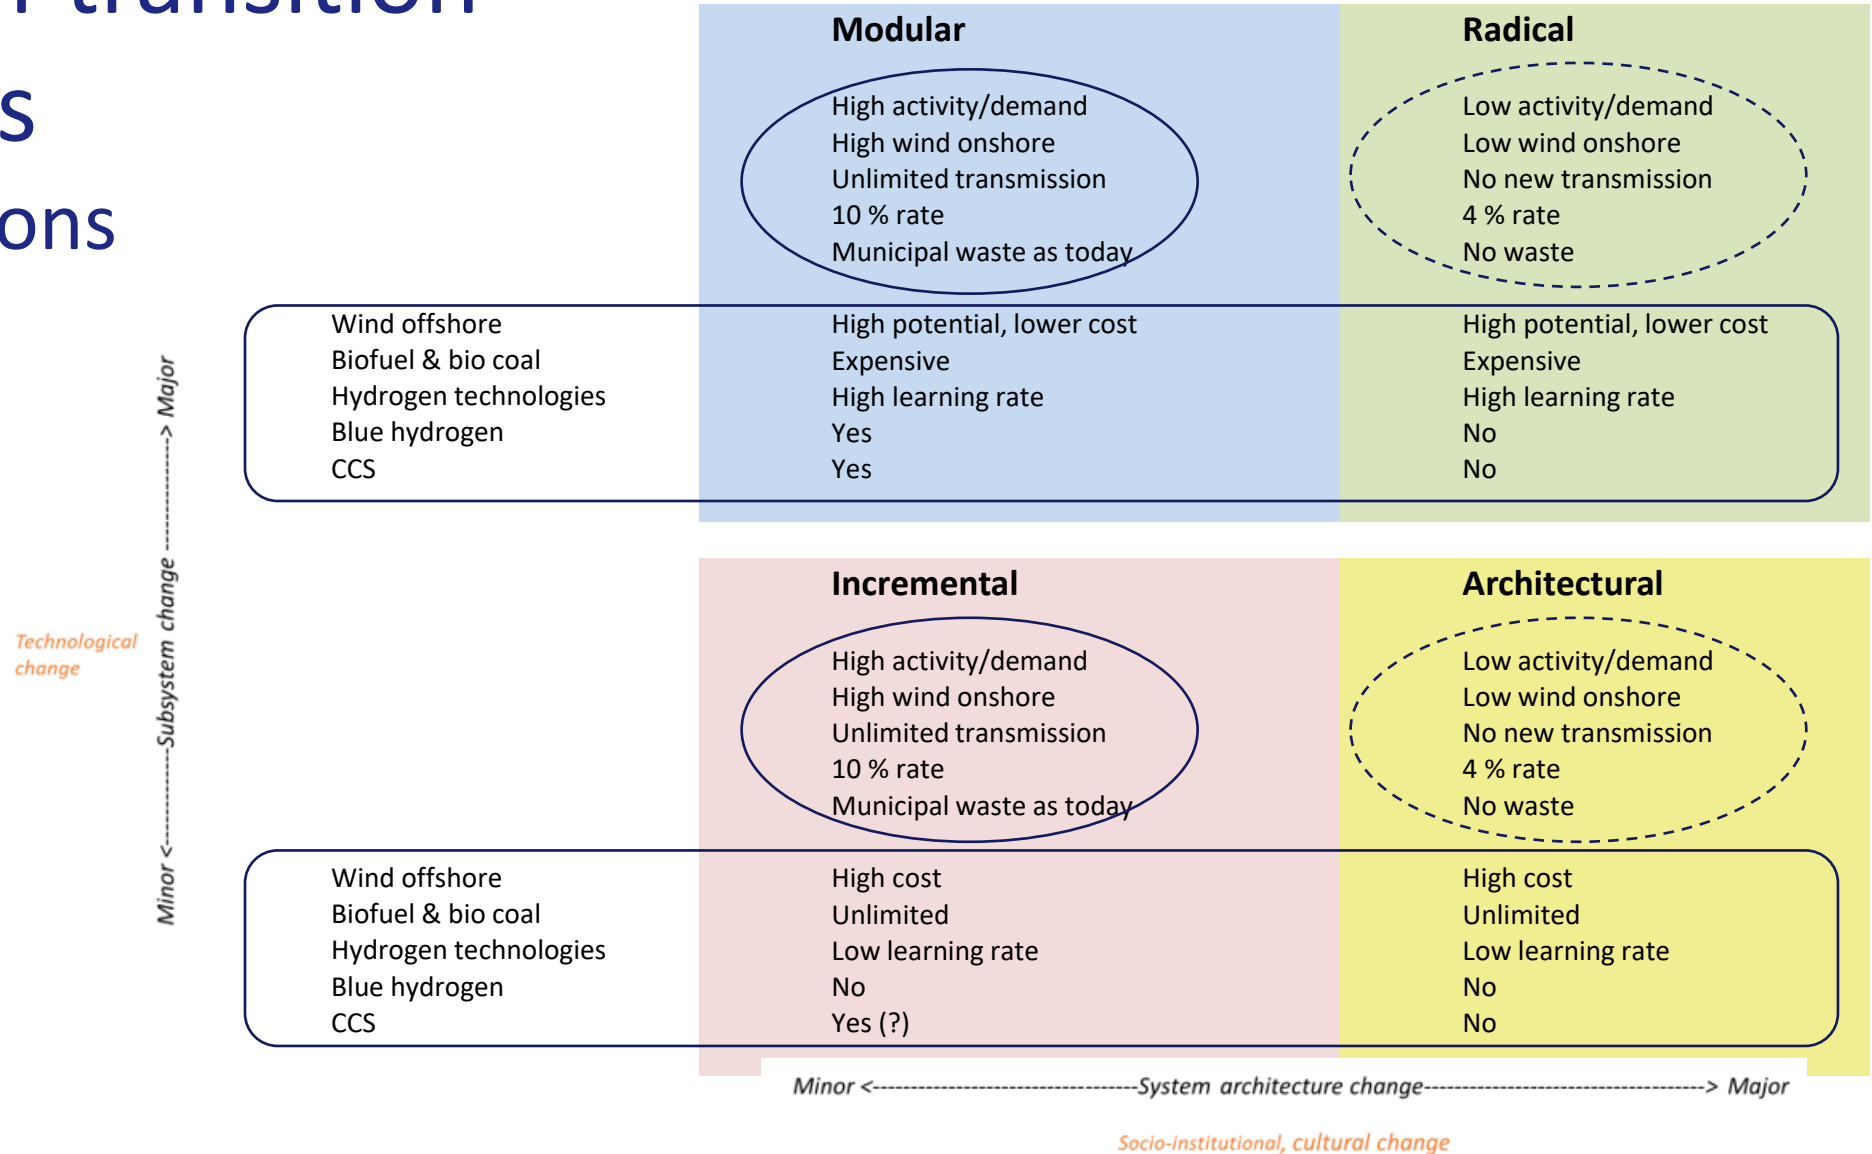 transition
s
ons
Modular
High activity/demand
High wind onshore
Unlimited transmission
10 % rate
Municipal waste as today
Radical
Low activity/demand
Low wind onshore
No new transmission
4 % rate
No waste
Wind offshore High potential, lower cost High potential, lower cost
Biofuel & bio coal Expensive Expensive
Hydrogen technologies High learning rate High learning rate
Blue hydrogen Yes No
CCS Yes No
Incremental
High activity/demand
High wind onshore
Unlimited transmission
10 % rate
Municipal waste as today
Architectural
Low activity/demand
Low wind onshore
No new transmission
4 % rate
No waste
Wind offshore High cost High cost
Biofuel & bio coal Unlimited Unlimited
Hydrogen technologies Low learning rate Low learning rate
Blue hydrogen No No
CCS Yes (?) No
Technological
change
Minor <--------------Subsystem change --------------> Major
Minor <-----------------------------------System architecture change-------------------------------------> Major
Socio-institutional, cultural change